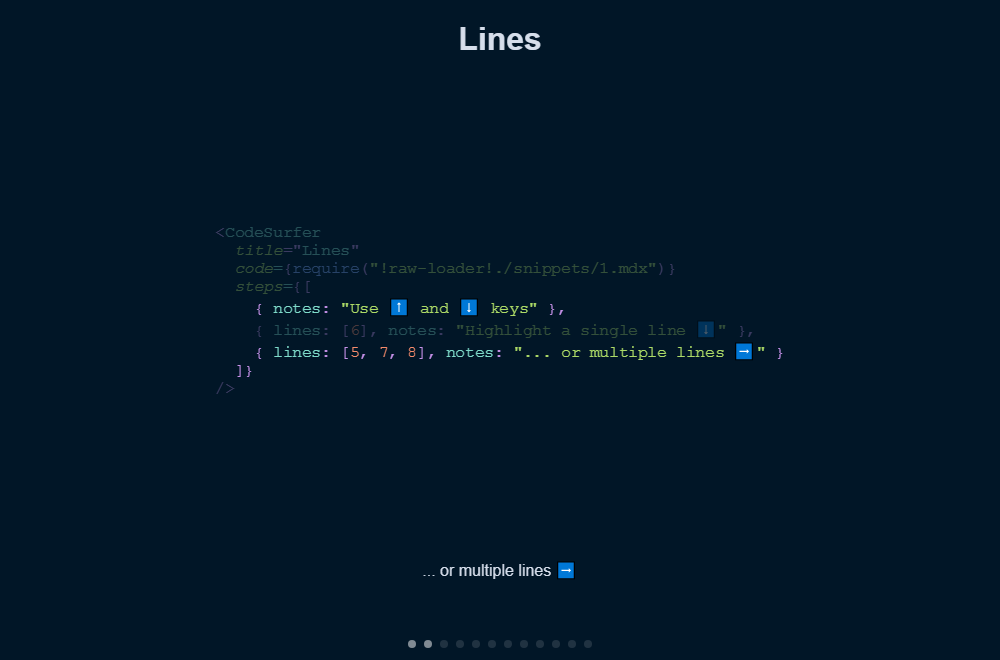 Lines
<CodeSurfer
  title="Lines"
  code={require("!raw-loader!./snippets/1.mdx")}
  steps={[
    { notes: "Use ⬆️ and ⬇️ keys" },
    { lines: [6], notes: "Highlight a single line ⬇️" },
    { lines: [5, 7, 8], notes: "... or multiple lines ➡️" }
  ]}
/>
... or multiple lines ➡️